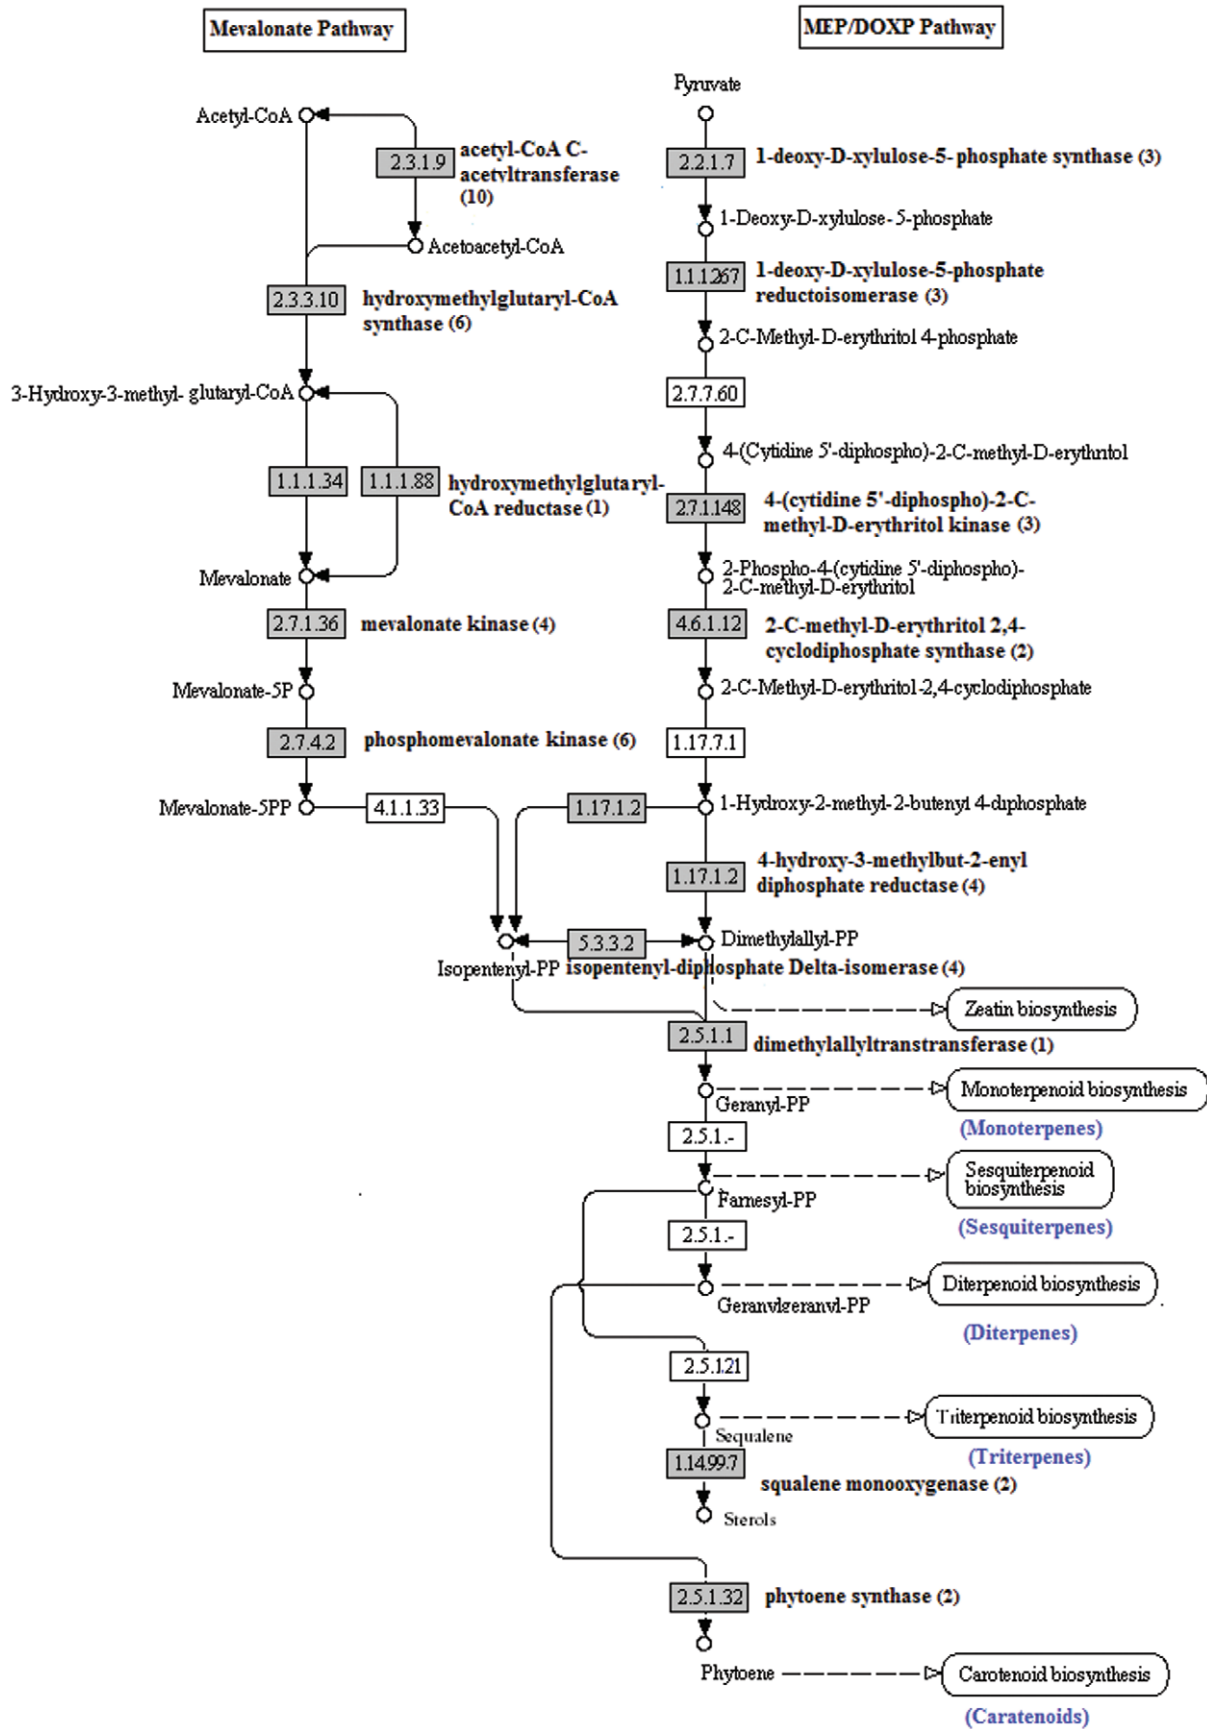 Mevalonate Pathway
MEP/DOXP Pathway
Pyruvate
Acetyl-CoA
2.3.1.9
acetyl-CoA C-
acetyltransferase
(10)
2.2.1.7
1-deoxy-D-xylulose-5- phosphate synthase (3)
1-Deoxy-D-xylulose-5-phosphate
Acetoacetyl-CoA
1.1.1267
1-deoxy-D-xylulose-5-phosphate
reductoisomerase (3)
2.3.3.10
hydroxymethylglutaryl-CoA
synthase (6)
2-C-Methyl-D-erythritol 4-phosphate
3-Hydroxy-3-methyl- glutaryl-CoA
2.7.7.60
4-(Cytidine 5'-diphospho)-2-C-methyl-D-erythritol
1.1.1.34
1.1.1.88
hydroxymethylglutaryl-
CoA reductase (1)
2.7.1.148
4-(cytidine 5'-diphospho)-2-C-
methyl-D-erythritol kinase (3)
Mevalonate
2-Phospho-4-(cytidine 5'-diphospho)-
2-C-methyl-D-erythritol
2.7.1.36
mevalonate kinase (4)
4.6.1.12
2-C-methyl-D-erythritol 2,4-
cyclodiphosphate synthase (2)
Mevalonate-5P
2-C-Methyl-D-erythritol-2,4-cyclodiphosphate
2.7.4.2
phosphomevalonate kinase (6)
1.17.7.1
Mevalonate-5PP
4.1.1.33
1.17.1.2
1-Hydroxy-2-methyl-2-butenyl 4-diphosphate
1.17.1.2
4-hydroxy-3-methylbut-2-enyl
diphosphate reductase (4)
5.3.3.2
Dimethylallyl-PP
Isopentenyl-PP
isopentenyl-diphosphate Delta-isomerase (4)
Zeatin biosynthesis
2.5.1.1
dimethylallyltranstransferase (1)
Geranyl-PP
Monoterpenoid biosynthesis
(Monoterpenes)
2.5.1.-
Farnesyl-PP
Sesquiterpenoid
biosynthesis
(Sesquiterpenes)
2.5.1.-
Geranylgeranyl-PP
Diterpenoid biosynthesis
(Diterpenes)
2.5.121
Sequalene
Triterpenoid biosynthesis
(Triterpenes)
1.14.99.7
squalene monooxygenase (2)
Sterols
2.5.1.32
phytoene synthase (2)
Phytoene
Carotenoid biosynthesis
(Caratenoids)